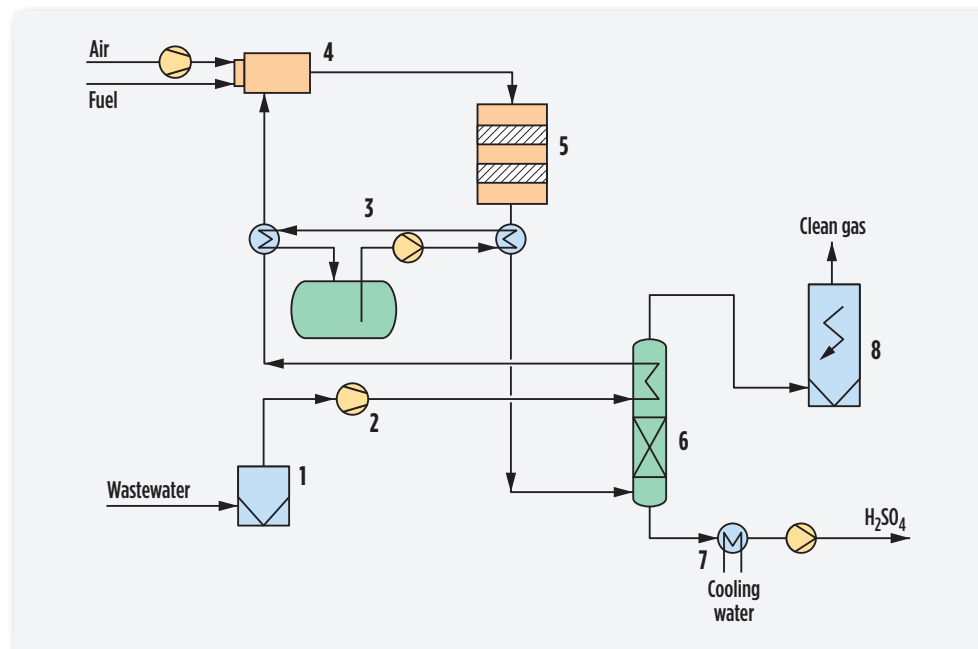 Air
Fuel
4
5
3
Clean gas
8
2
6
1
Wastewater
H₂SO₄
7
Cooling
water